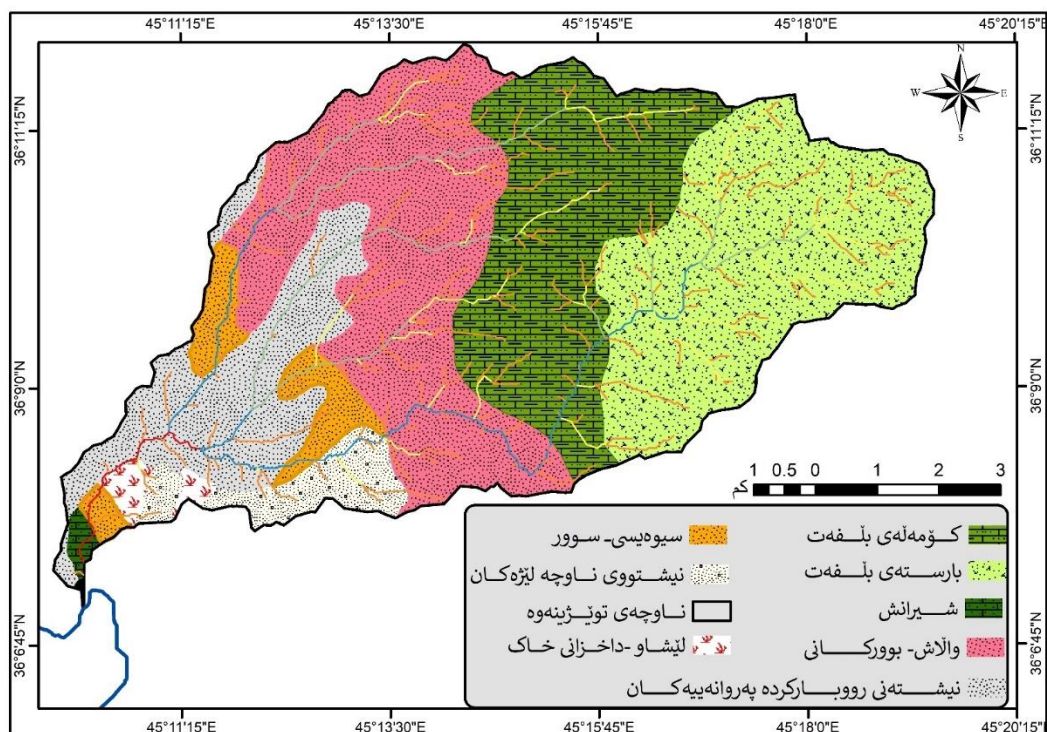 45°11'15"E 45°13'30"E 45°15'45"E 45°18'0"E 45°20'15"E
N
W E
S
36°11'15"N 36°11'15"N
36°9'0"N 36°9'0"N
36°6'45"N 36°6'45"N
1 0.5 0 1 2 3
کم
کۆمەڵەی بڵفەت
سیوەیسی- سوور
بارستەی بڵفەت
نیشتووی ناوچە لێژەکان
شیرانش
ناوچەی توێژینەوە
واڵاش- بوورکانی
لێشاو -داخزانی خاک
نیشتەنی رووبارکردە پەروانەییەکان
45°11'15"E 45°13'30"E 45°15'45"E 45°18'0"E 45°20'15"E